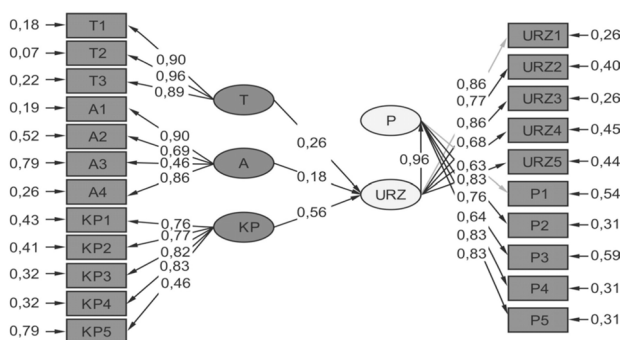 0,18 T1
0,07 T2
0,22 T3
0,19 A1
0,52 A2
0,79 A3
0,26 A4
0,43 KP1
0,41 KP2
0,32 KP3
0,32 KP4
0,79 KP5
0,90
0,96
0,89
0,90
0,69
0,46
0,86
0,76
0,77
0,82
0,83
0,46
T
A
KP
0,26
0,18
0,56
P
0,96
URZ
0,86
0,77
0,86
0,68
0,63
0,83
0,76
0,64
0,83
0,83
URZ1 0,26
URZ2 0,40
URZ3 0,26
URZ4 0,45
URZ5 0,44
P1 0,54
P2 0,31
P3 0,59
P4 0,31
P5 0,31